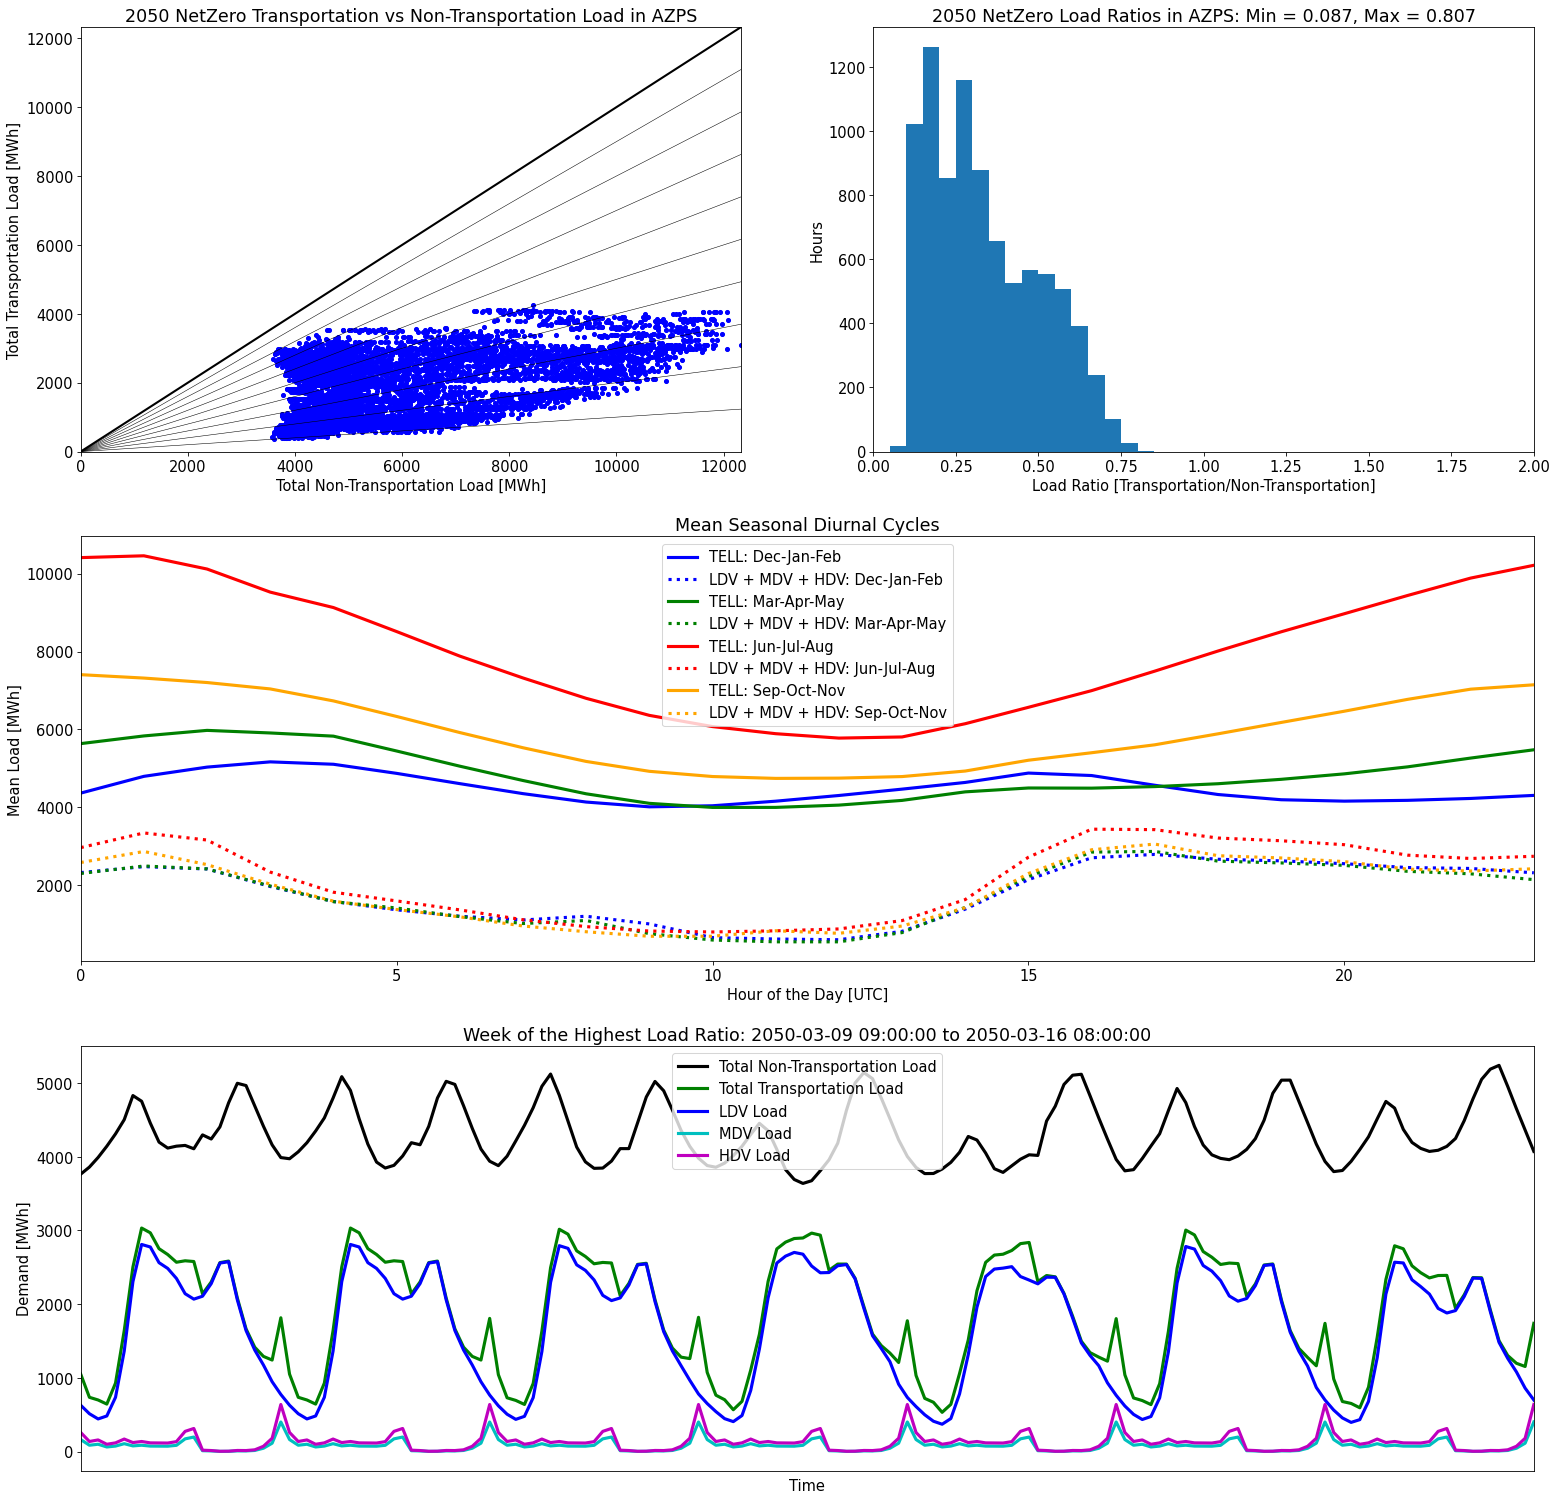 2050 NetZero Transportation vs Non-Transportation Load in AZPS
12000
10000
8000
6000
4000
2000
0
Total Transportation Load [MWh]
0 2000 4000 6000 8000 10000 12000
Total Non-Transportation Load [MWh]
2050 NetZero Load Ratios in AZPS: Min = 0.087, Max = 0.807
1200
1000
800
600
400
200
0
Hours
0.00 0.25 0.50 0.75 1.00 1.25 1.50 1.75 2.00
Load Ratio [Transportation/Non-Transportation]
Mean Seasonal Diurnal Cycles
10000
8000
6000
4000
2000
Mean Load [MWh]
TELL: Dec-Jan-Feb
LDV + MDV + HDV: Dec-Jan-Feb
TELL: Mar-Apr-May
LDV + MDV + HDV: Mar-Apr-May
TELL: Jun-Jul-Aug
LDV + MDV + HDV: Jun-Jul-Aug
TELL: Sep-Oct-Nov
LDV + MDV + HDV: Sep-Oct-Nov
0 5 10 15 20
Hour of the Day [UTC]
Week of the Highest Load Ratio: 2050-03-09 09:00:00 to 2050-03-16 08:00:00
5000
4000
3000
2000
1000
0
Demand [MWh]
Total Non-Transportation Load
Total Transportation Load
LDV Load
MDV Load
HDV Load
Time